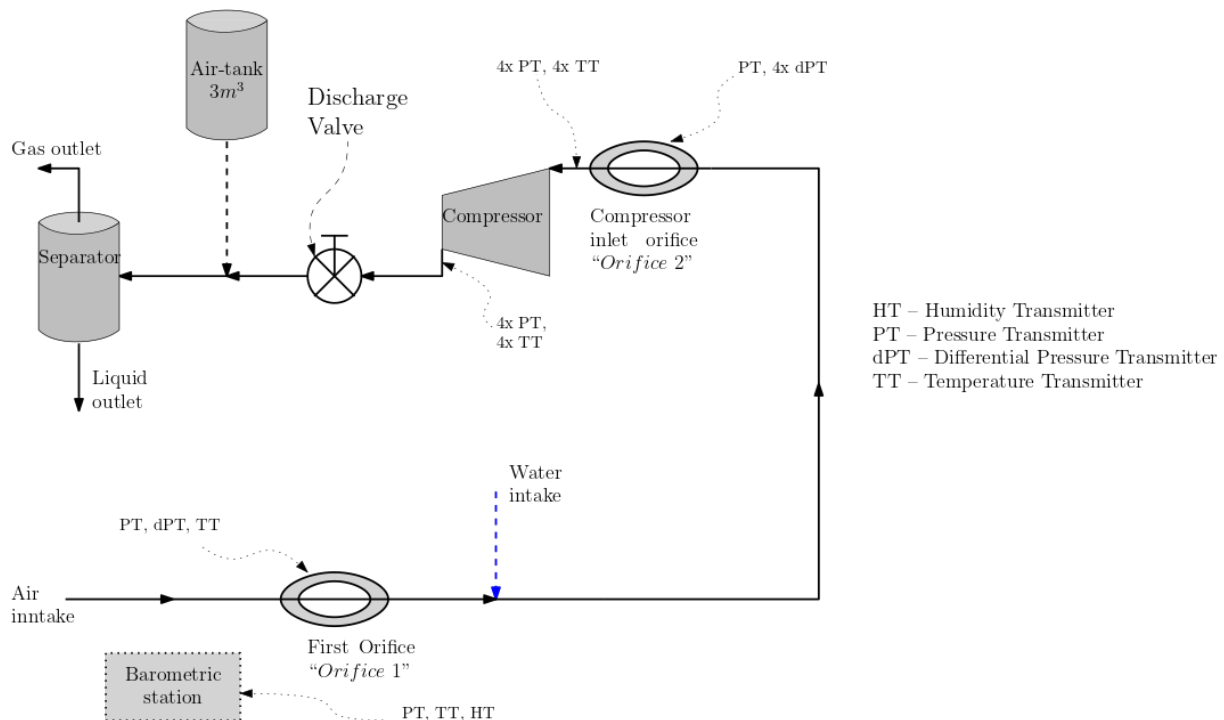 Air-tank
3m³
Discharge
Valve
4x PT, 4x TT
PT, 4x dPT
Gas outlet
Separator
Compressor
Compressor
inlet orifice
“Orifice 2”
4x PT,
4x TT
Liquid
outlet
HT – Humidity Transmitter
PT – Pressure Transmitter
dPT – Differential Pressure Transmitter
TT – Temperature Transmitter
Water
intake
PT, dPT, TT
Air
inntake
First Orifice
“Orifice 1”
Barometric
station
PT, TT, HT